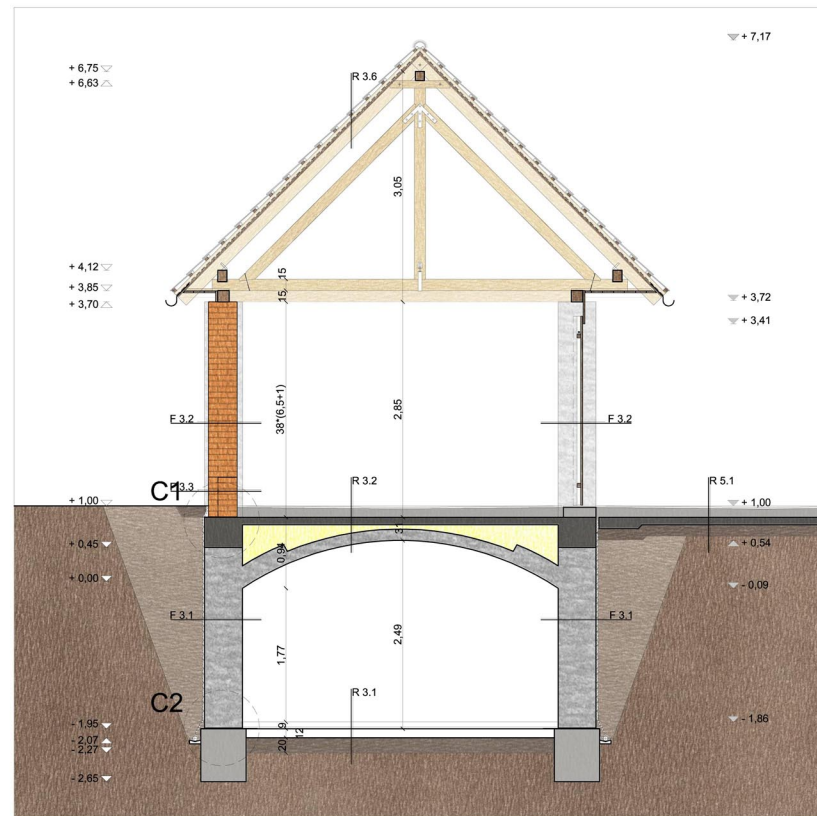 + 7,17
+ 6,75
+ 6,63
R 3.6
3,05
+ 4,12
15
+ 3,85
15
+ 3,72
+ 3,70
+ 3,41
38*(6,5+1)
2,85
F 3.2
F 3.2
C1
F 3.3
R 3.2
R 5.1
+ 1,00
+ 1,00
31
+ 0,45
0,94
+ 0,54
+ 0,00
- 0,09
F 3.1
F 3.1
2,49
1,77
R 3.1
C2
- 1,95
9
- 1,86
12
- 2,07
20
- 2,27
- 2,65